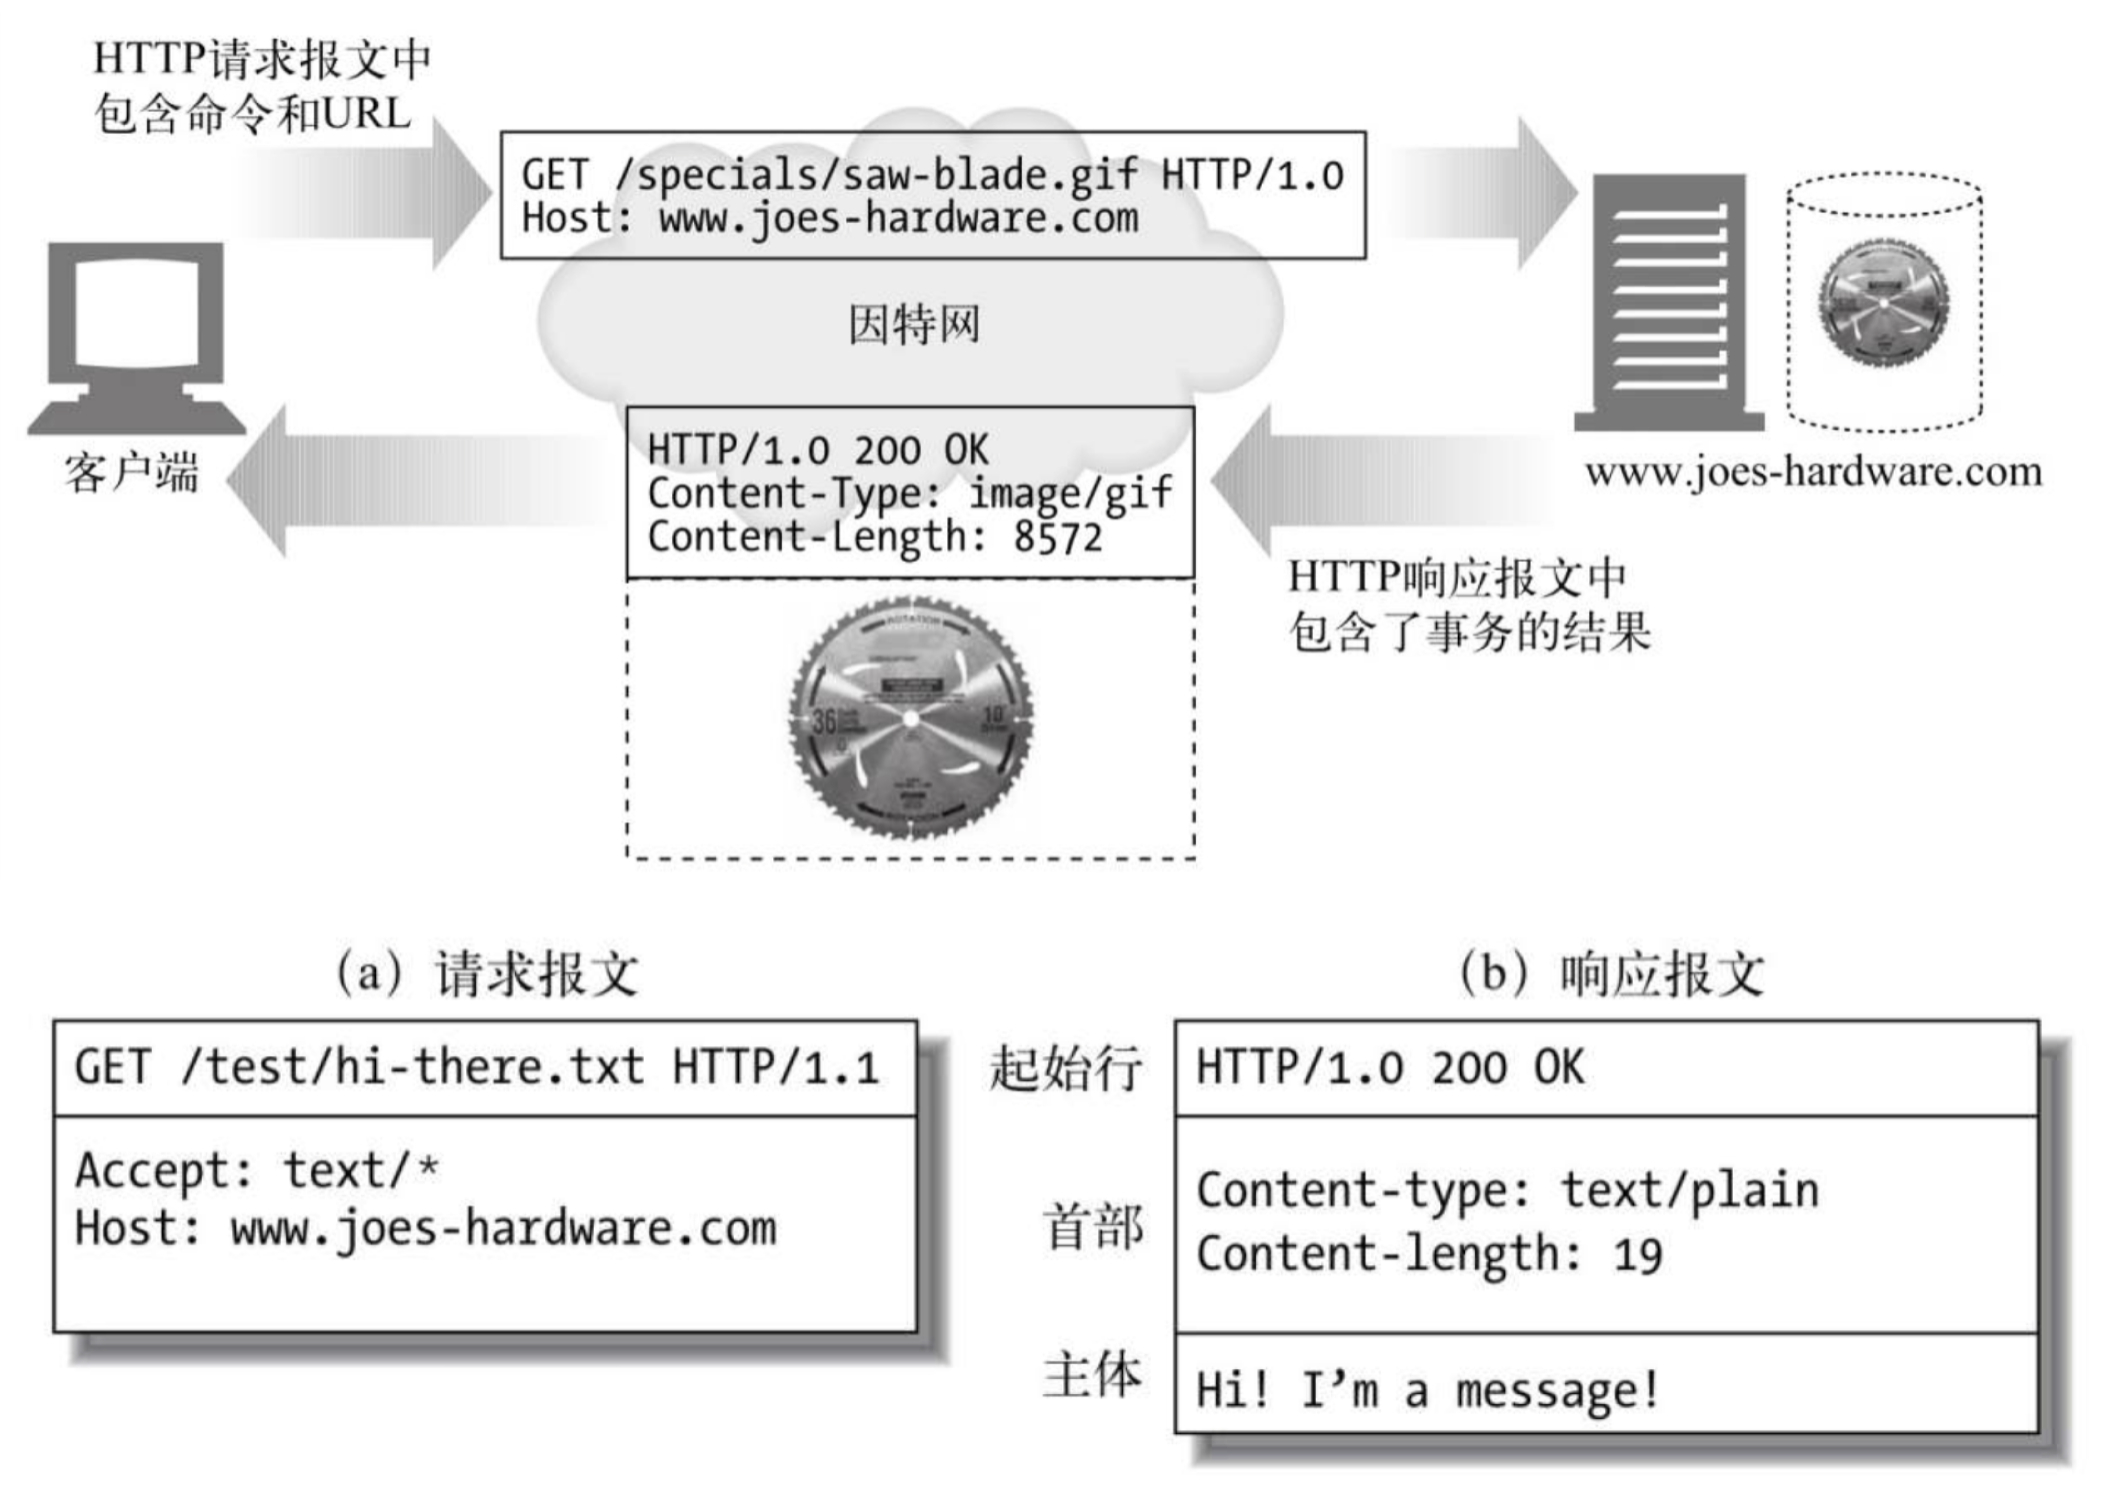 HTTP请求报文中
包含命令和URL
GET /specials/saw-blade.gif HTTP/1.0
Host: www.joes-hardware.com
因特网
客户端
HTTP/1.0 200 OK
Content-Type: image/gif
Content-Length: 8572
www.joes-hardware.com
HTTP响应报文中
包含了事务的结果
ROTATION
36
10
ROTATION
(a) 请求报文
GET /test/hi-there.txt HTTP/1.1
Accept: text/*
Host: www.joes-hardware.com
起始行
首部
主体
(b) 响应报文
HTTP/1.0 200 OK
Content-type: text/plain
Content-length: 19
Hi! I’m a message!